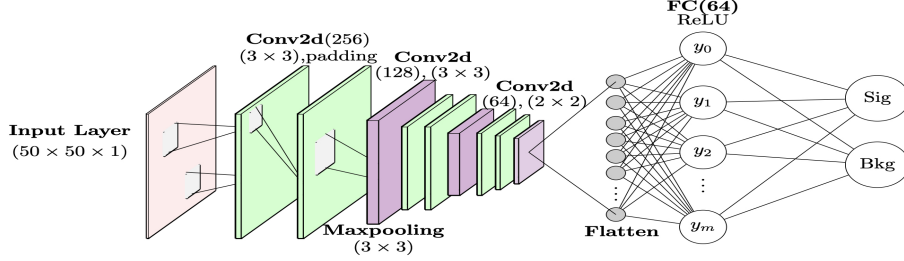 FC(64)
ReLU
Conv2d(256)
(3 × 3),padding
Conv2d
(128), (3 × 3)
Conv2d
(64), (2 × 2)
Input Layer
(50 × 50 × 1)
Maxpooling
(3 × 3)
Flatten
y₀
y₁
y₂
⋮
yₘ
⋮
Sig
Bkg